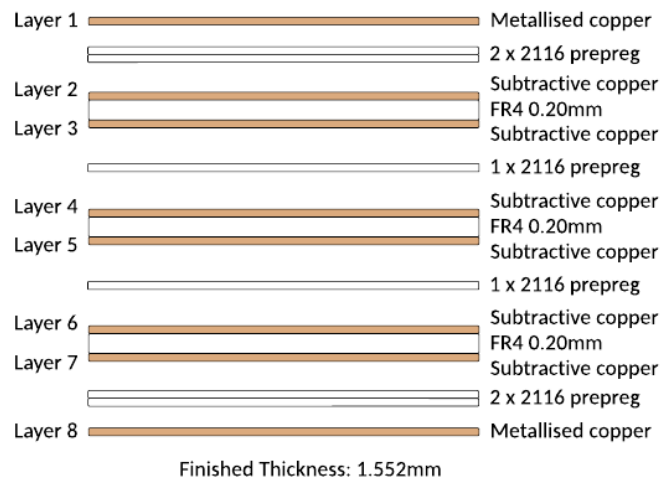 Layer 1 Metallised copper
2 x 2116 prepreg
Layer 2 Subtractive copper
FR4 0.20mm
Layer 3 Subtractive copper
1 x 2116 prepreg
Layer 4 Subtractive copper
FR4 0.20mm
Layer 5 Subtractive copper
1 x 2116 prepreg
Layer 6 Subtractive copper
FR4 0.20mm
Layer 7 Subtractive copper
2 x 2116 prepreg
Layer 8 Metallised copper
Finished Thickness: 1.552mm